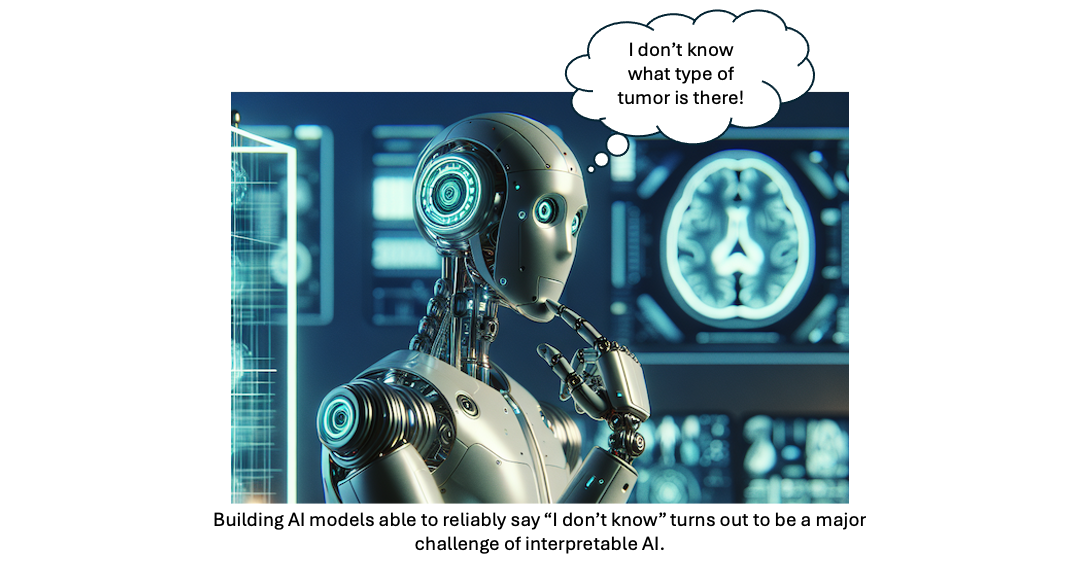 I don’t know
what type of
tumor is there!
Building AI models able to reliably say “I don’t know” turns out to be a major
challenge of interpretable AI.